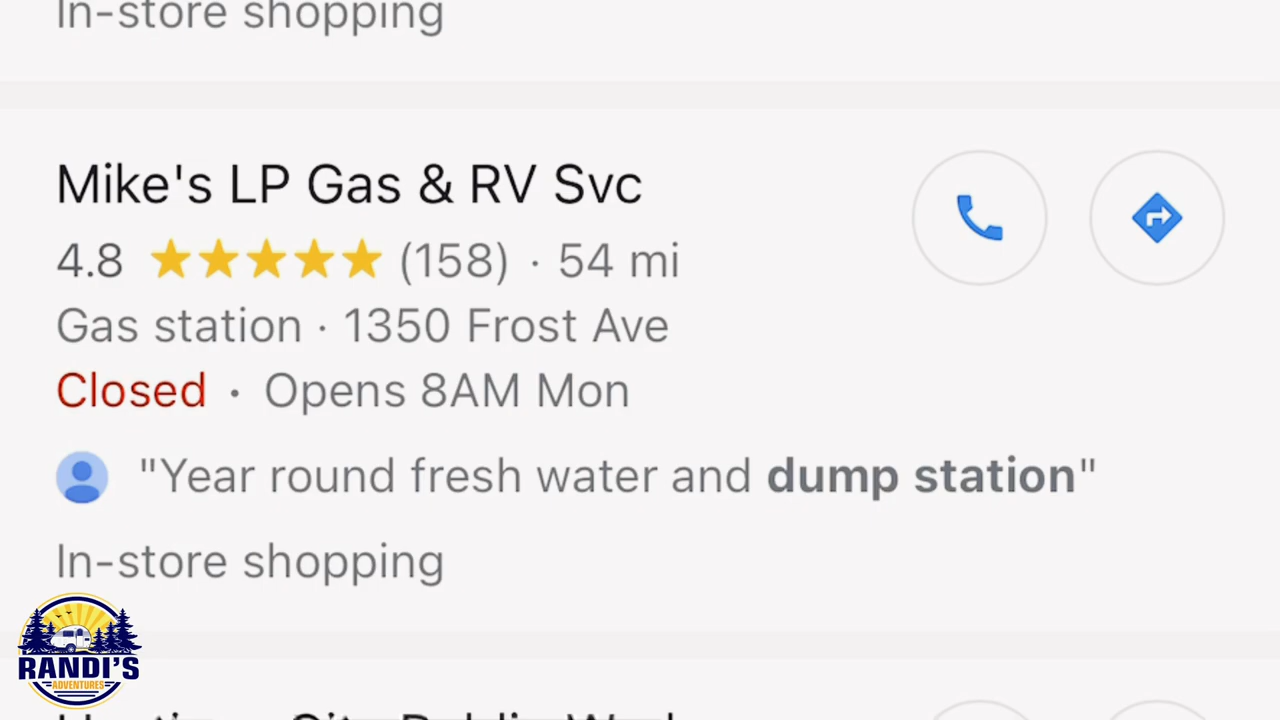 In-store shopping
Mike's LP Gas & RV Svc
4.8 ★★★★★ (158) · 54 mi
Gas station · 1350 Frost Ave
Closed · Opens 8AM Mon
"Year round fresh water and dump station"
In-store shopping
RANDI'S
ADVENTURES